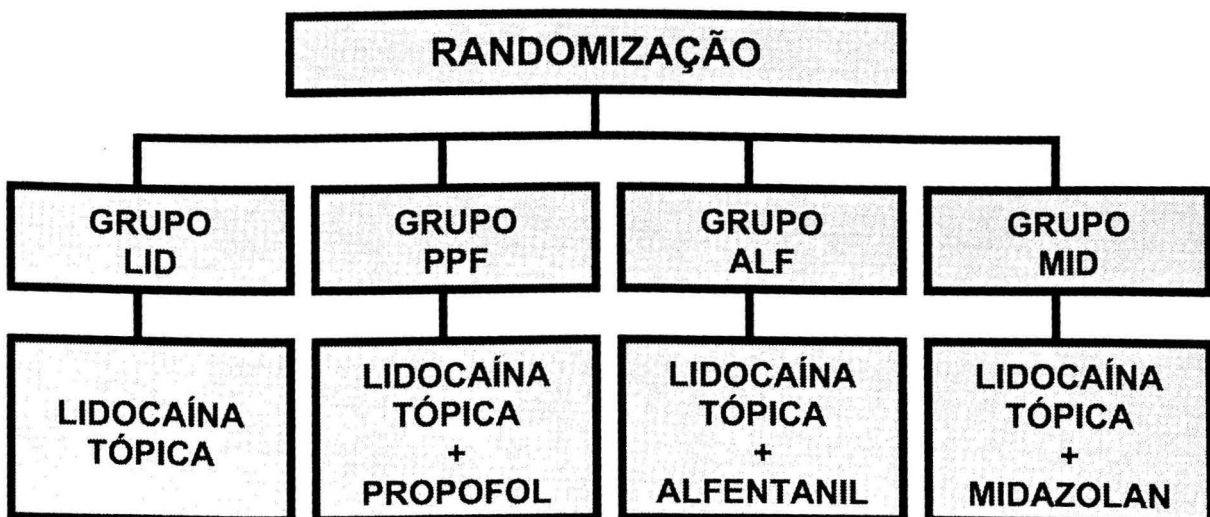 RANDOMIZAÇÃO
GRUPO
LID
GRUPO
PPF
GRUPO
ALF
GRUPO
MID
LIDOCAÍNA
TÓPICA
LIDOCAÍNA
TÓPICA
+
PROPOFOL
LIDOCAÍNA
TÓPICA
+
ALFENTANIL
LIDOCAÍNA
TÓPICA
+
MIDAZOLAN